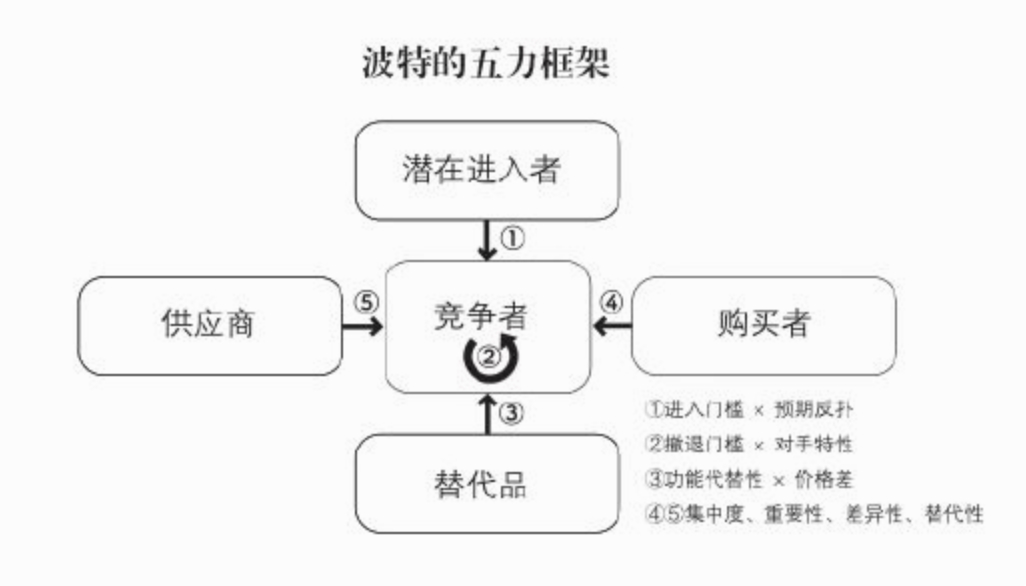 波特的五力框架
潜在进入者
①
供应商
⑤
竞争者
②
④
购买者
③
替代品
①进入门槛 × 预期反扑
②撤退门槛 × 对手特性
③功能代替性 × 价格差
④⑤集中度、重要性、差异性、替代性